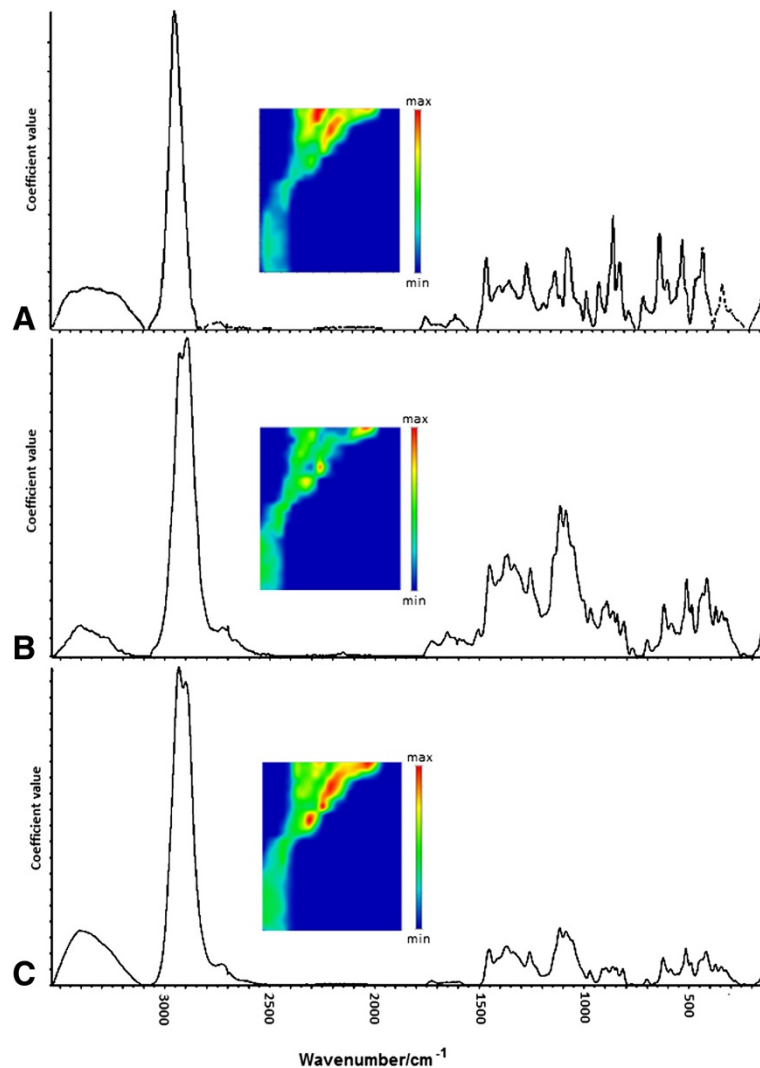 Coefficient value
max
min
A
Coefficient value
max
min
B
Coefficient value
max
min
C
3000
2500
2000
1500
1000
500
Wavenumber/cm-1